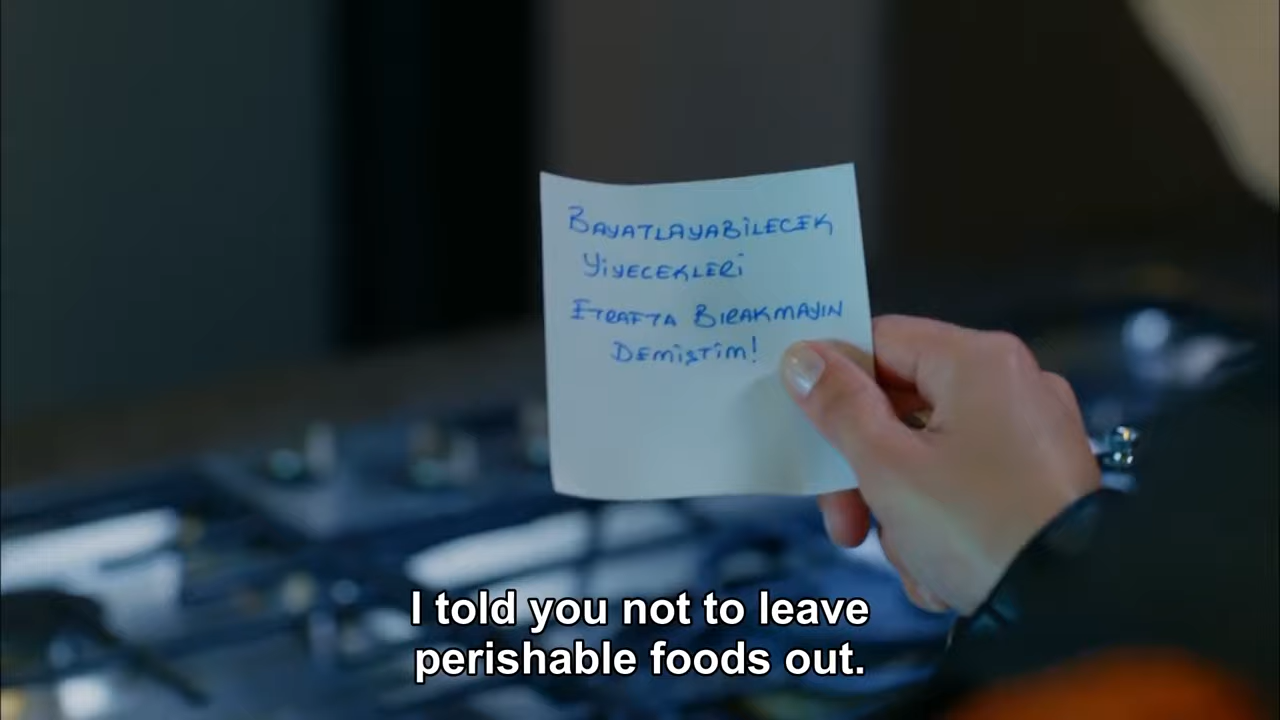 BAYATLAYABİLECEK
YİYECEKLERİ
ETRAFTA BIRAKMAYIN
DEMİŞTİM!
I told you not to leave
perishable foods out.